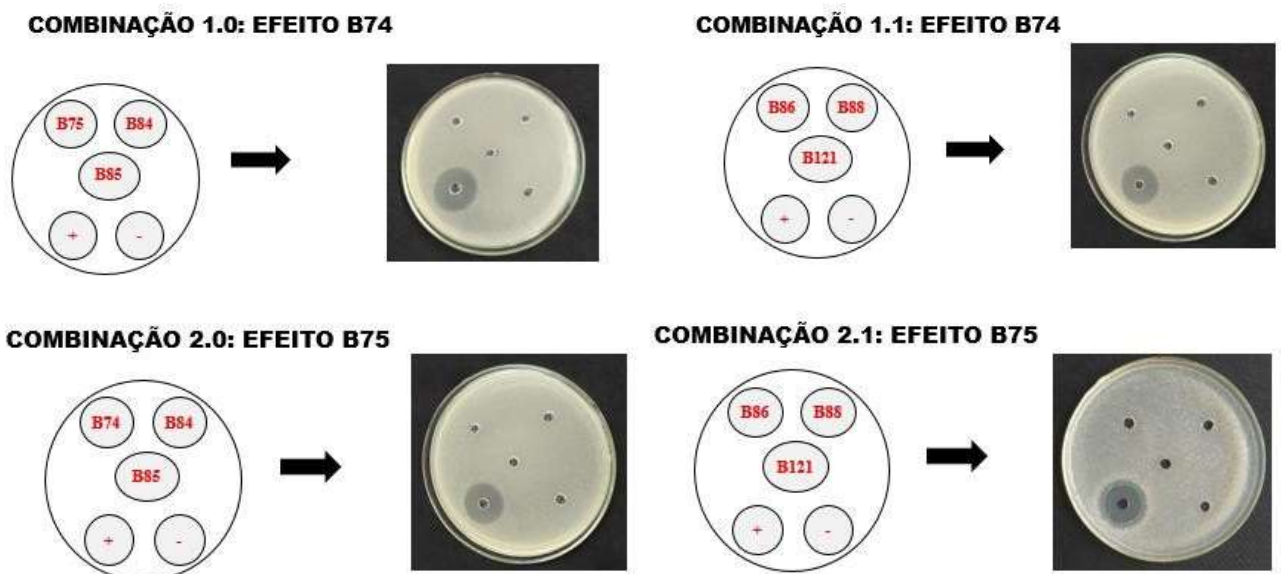 COMBINAÇÃO 1.0: EFEITO B74
B75 B84
B85
+ -
COMBINAÇÃO 1.1: EFEITO B74
B86 B88
B121
+ -
COMBINAÇÃO 2.0: EFEITO B75
B74 B84
B85
+ -
COMBINAÇÃO 2.1: EFEITO B75
B86 B88
B121
+ -